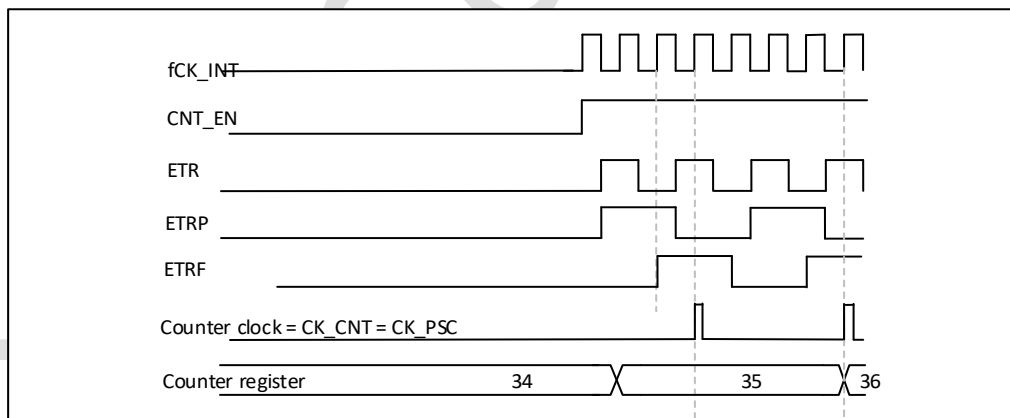 fCK_INT
CNT_EN
ETR
ETRP
ETRF
Counter clock = CK_CNT = CK_PSC
Counter register 34 35 36